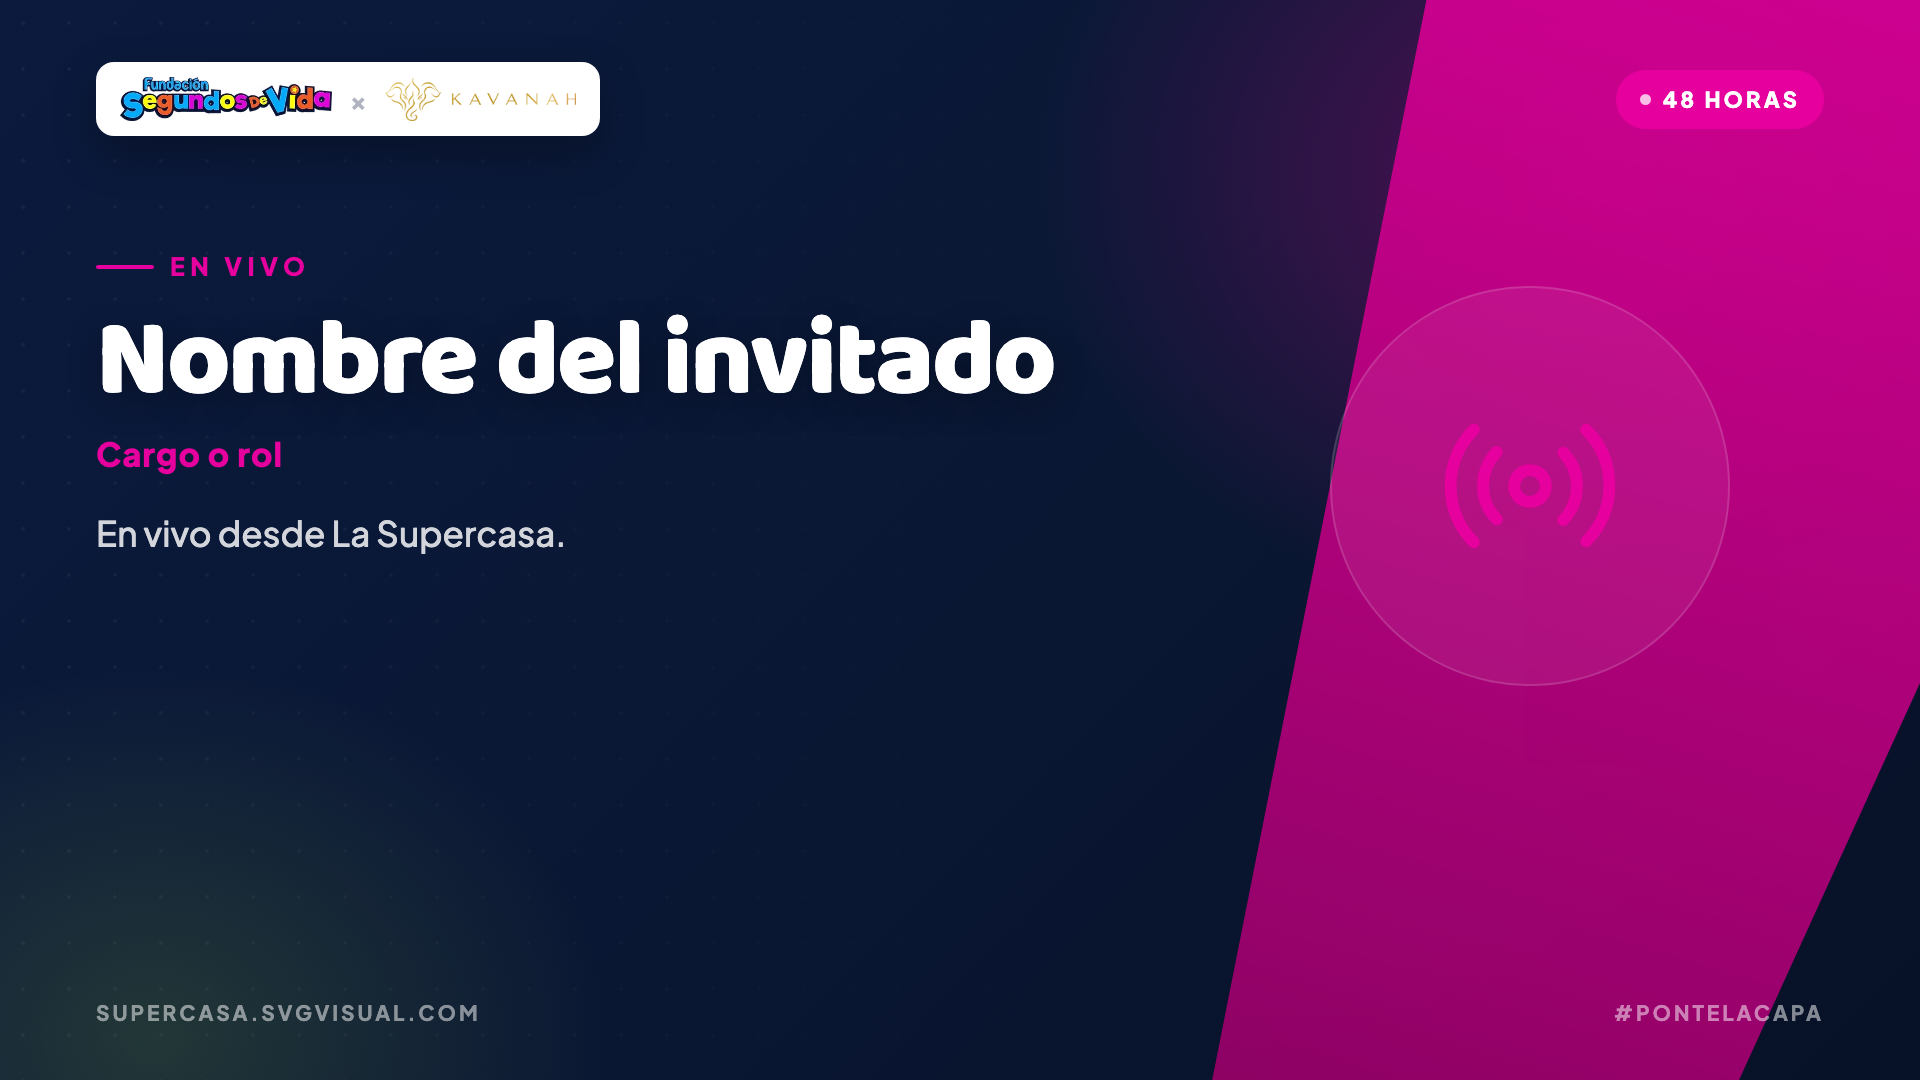 Fundación
Segundos De Vida × KAVANAH
48 HORAS
EN VIVO
Nombre del invitado
Cargo o rol
En vivo desde La Supercasa.
SUPERCASA.SVGVISUAL.COM
#PONTELACAPA